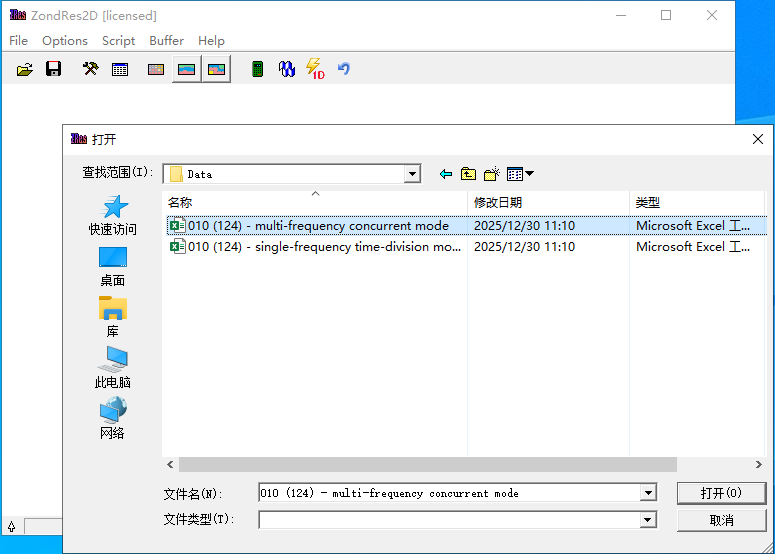 ZondRes2D [licensed]
File Options Script Buffer Help
1D
打开
查找范围(I): Data
名称 修改日期 类型
010 (124) - multi-frequency concurrent mode 2025/12/30 11:10 Microsoft Excel 工...
010 (124) - single-frequency time-division mo... 2025/12/30 11:10 Microsoft Excel 工...
快速访问
桌面
库
此电脑
网络
文件名(N): 010 (124) - multi-frequency concurrent mode 打开(O)
文件类型(T): 取消